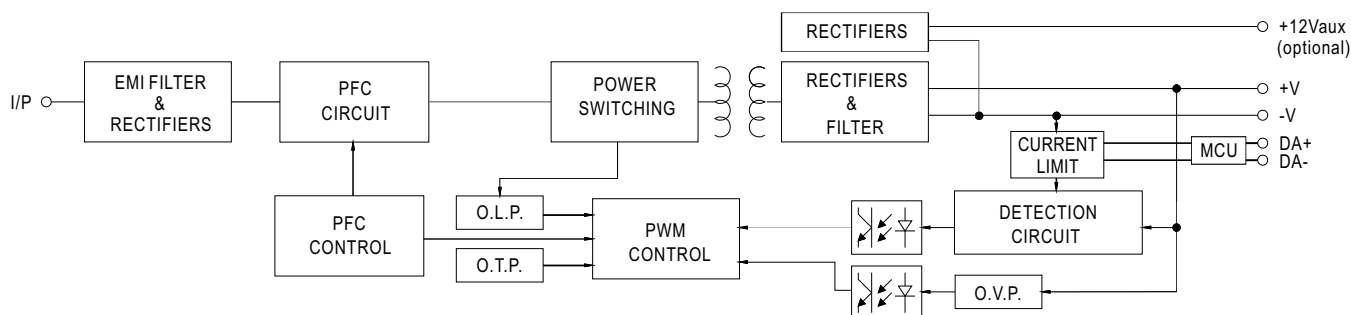 RECTIFIERS
+12Vaux
(optional)
I/P
EMI FILTER
&
RECTIFIERS
PFC
CIRCUIT
POWER
SWITCHING
RECTIFIERS
&
FILTER
+V
-V
CURRENT
LIMIT
MCU
DA+
DA-
PFC
CONTROL
O.L.P.
O.T.P.
PWM
CONTROL
DETECTION
CIRCUIT
O.V.P.